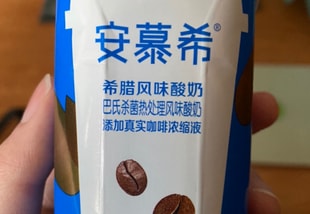 安慕希®
希腊风味酸奶
巴氏杀菌热处理风味酸奶
添加真实咖啡浓缩液